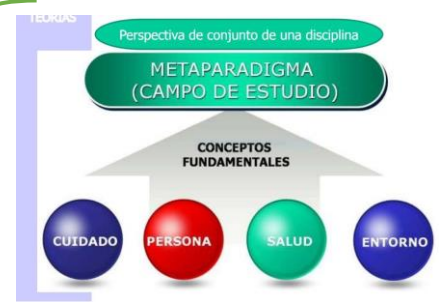 TEORÍAS
Perspectiva de conjunto de una disciplina
METAPARADIGMA
(CAMPO DE ESTUDIO)
CONCEPTOS
FUNDAMENTALES
CUIDADO
PERSONA
SALUD
ENTORNO